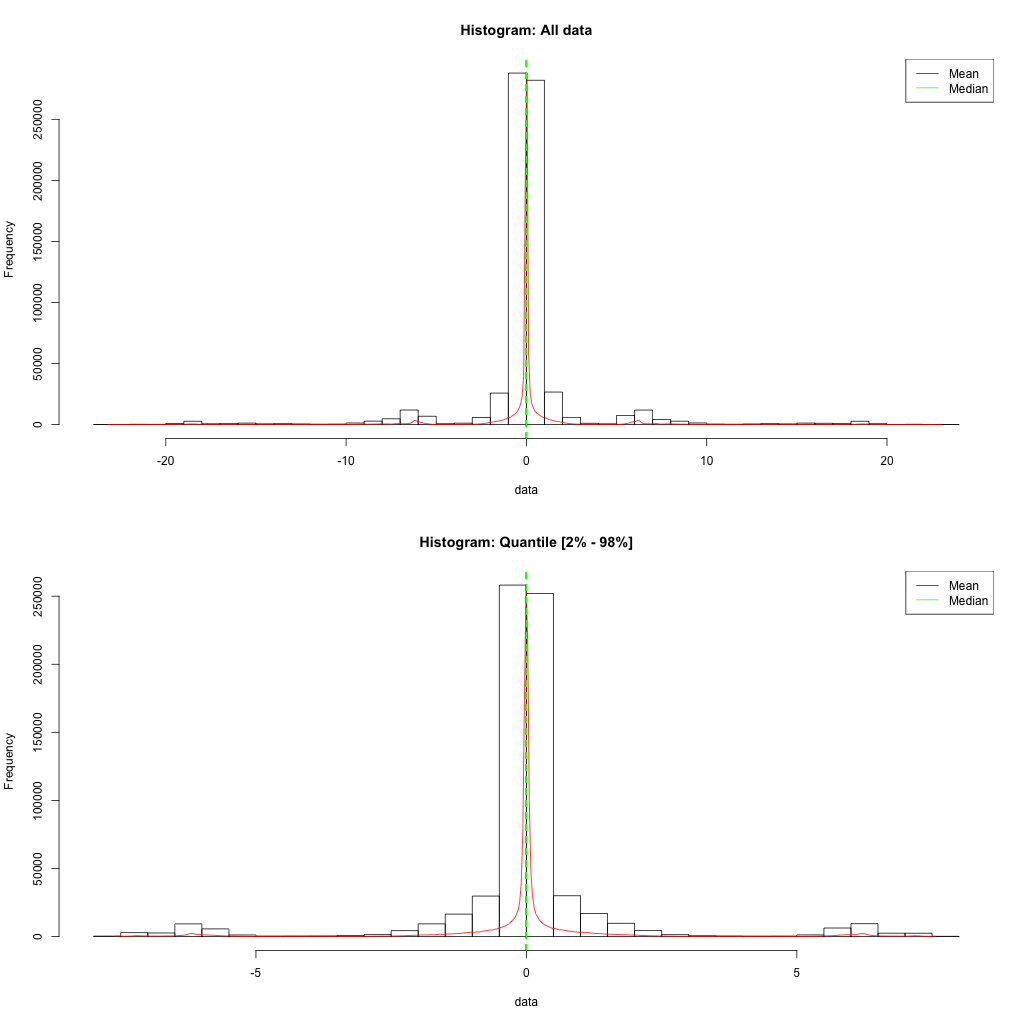 Histogram: All data
Mean
Median
Frequency
250000
200000
150000
100000
50000
0
-20 -10 0 10 20
data
Histogram: Quantile [2% - 98%]
Mean
Median
Frequency
250000
200000
150000
100000
50000
0
-5 0 5
data